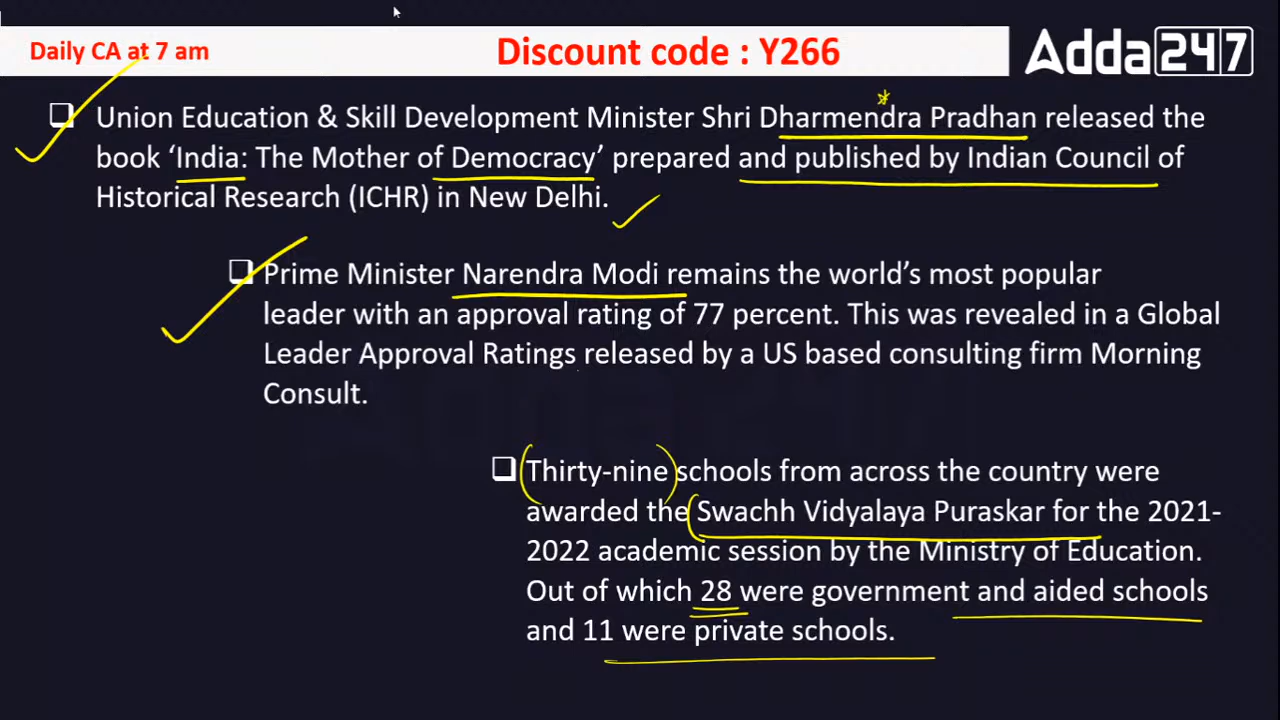 Daily CA at 7 am
Discount code : Y266
Adda247
Union Education & Skill Development Minister Shri Dharmendra Pradhan released the
book ‘India: The Mother of Democracy’ prepared and published by Indian Council of
Historical Research (ICHR) in New Delhi.
Prime Minister Narendra Modi remains the world’s most popular
leader with an approval rating of 77 percent. This was revealed in a Global
Leader Approval Ratings released by a US based consulting firm Morning
Consult.
Thirty-nine schools from across the country were
awarded the Swachh Vidyalaya Puraskar for the 2021-
2022 academic session by the Ministry of Education.
Out of which 28 were government and aided schools
and 11 were private schools.